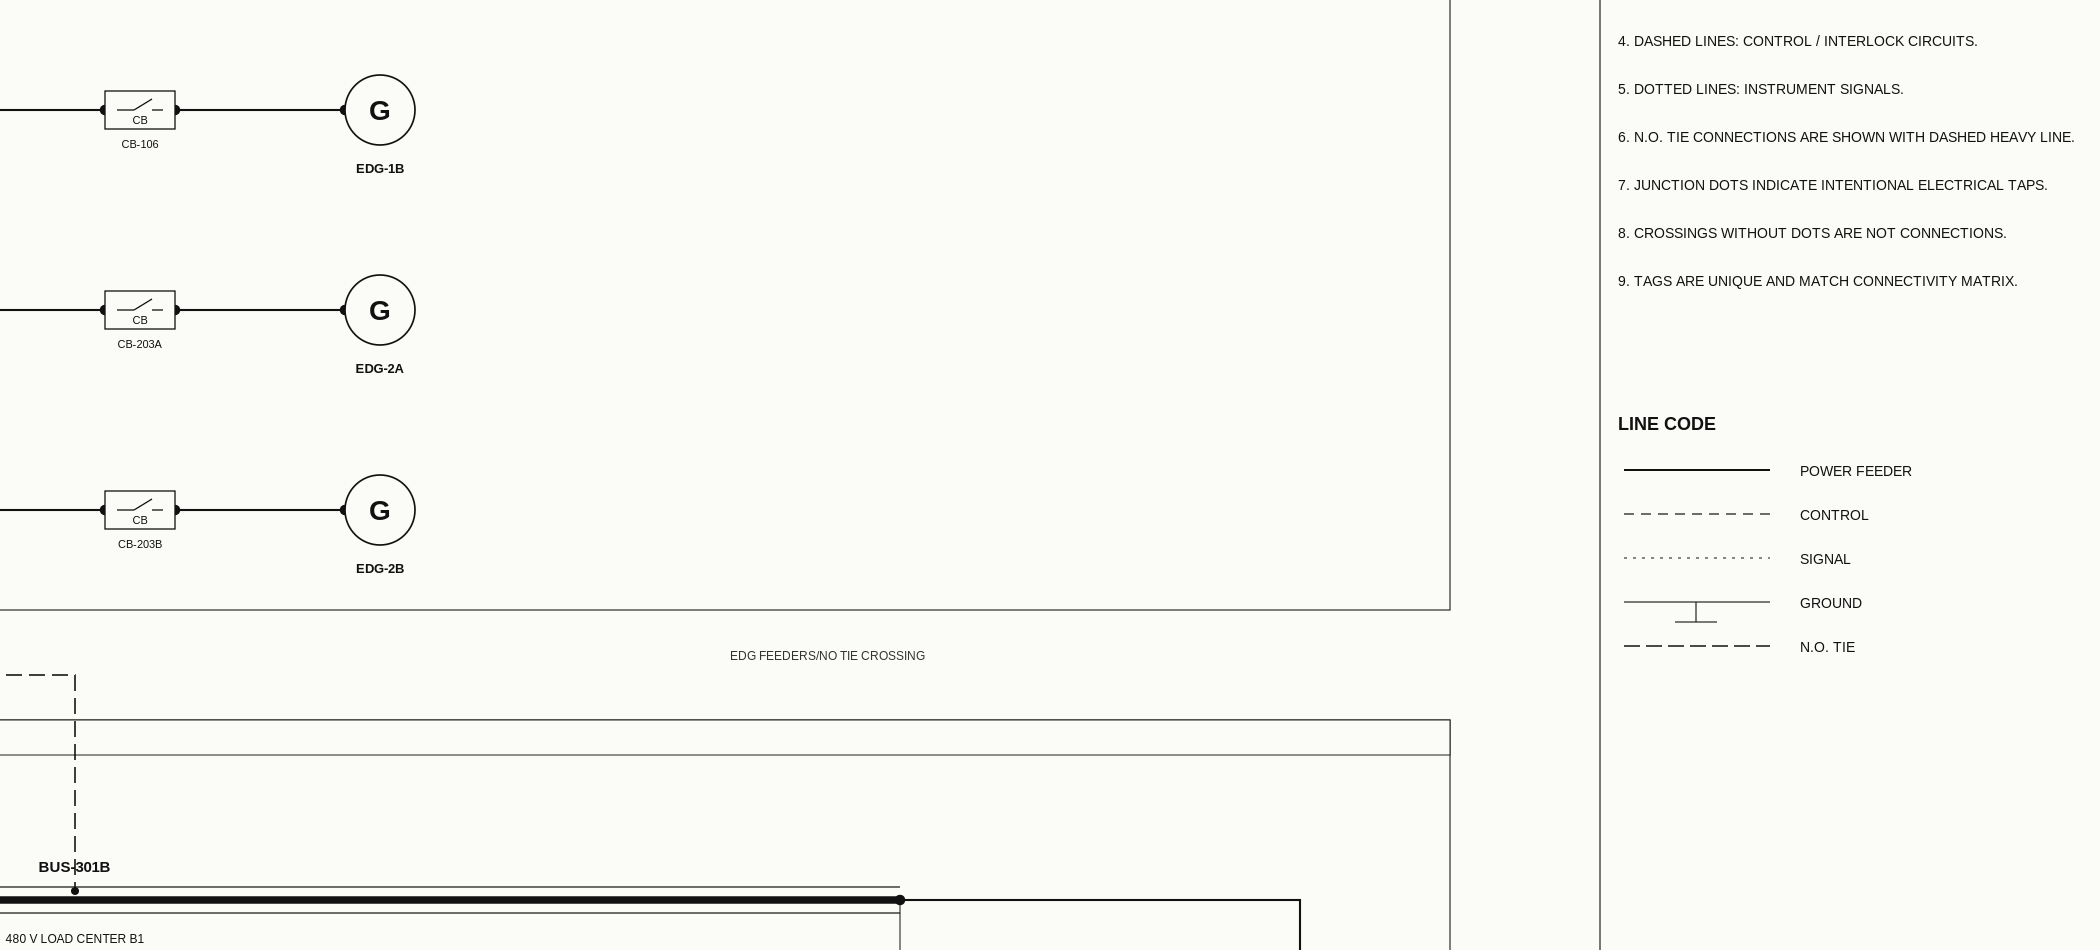 CB
CB-106
G
EDG-1B
CB
CB-203A
G
EDG-2A
CB
CB-203B
G
EDG-2B
EDG FEEDERS/NO TIE CROSSING
BUS-301B
480 V LOAD CENTER B1
4. DASHED LINES: CONTROL / INTERLOCK CIRCUITS.
5. DOTTED LINES: INSTRUMENT SIGNALS.
6. N.O. TIE CONNECTIONS ARE SHOWN WITH DASHED HEAVY LINE.
7. JUNCTION DOTS INDICATE INTENTIONAL ELECTRICAL TAPS.
8. CROSSINGS WITHOUT DOTS ARE NOT CONNECTIONS.
9. TAGS ARE UNIQUE AND MATCH CONNECTIVITY MATRIX.
LINE CODE
POWER FEEDER
CONTROL
SIGNAL
GROUND
N.O. TIE